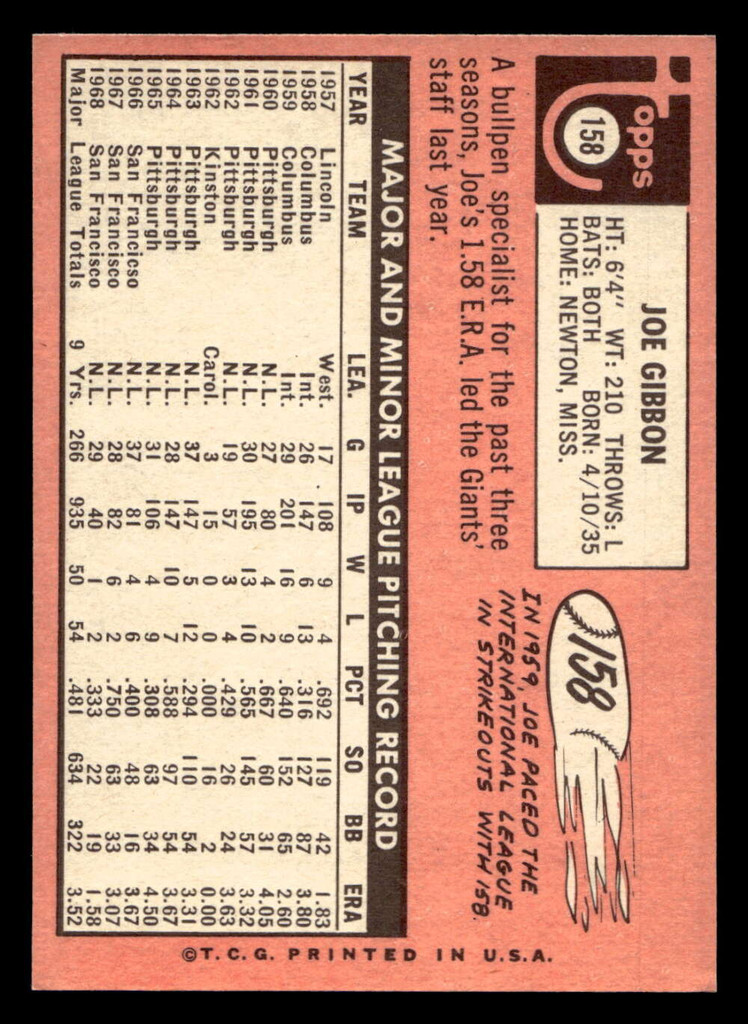 Topps
158
JOE GIBBON
HT: 6'4" WT: 210 THROWS: L
BATS: BOTH BORN: 4/10/35
HOME: NEWTON, MISS.
158
IN 1959, JOE PACED THE
INTERNATIONAL LEAGUE
IN STRIKEOUTS WITH 158.
A bullpen specialist for the past three
seasons, Joe's 1.58 E.R.A. led the Giants'
staff last year.
MAJOR AND MINOR LEAGUE PITCHING RECORD
YEAR TEAM LEA. G IP W L PCT SO BB ERA
1957 Lincoln West. 17 108 9 4 .692 119 42 1.83
1958 Columbus Int. 26 147 6 13 .316 127 87 3.80
1959 Columbus Int. 29 201 16 9 .640 152 65 2.60
1960 Pittsburgh N.L. 27 80 4 2 .667 60 31 4.05
1961 Pittsburgh N.L. 30 195 13 10 .565 145 57 3.32
1962 Pittsburgh N.L. 19 57 3 4 .429 26 24 3.63
1962 Kinston Carol. 3 15 0 0 .000 16 2 0.00
1963 Pittsburgh N.L. 37 147 5 12 .294 110 54 3.31
1964 Pittsburgh N.L. 28 147 10 7 .588 97 54 3.67
1965 Pittsburgh N.L. 31 106 4 9 .308 63 34 4.50
1966 San Francicso N.L. 37 81 4 6 .400 48 16 3.67
1967 San Francisco N.L. 28 82 6 2 .750 63 33 3.07
1968 San Francisco N.L. 29 40 1 2 .333 22 19 1.58
Major League Totals 9 Yrs. 266 935 50 54 .481 634 322 3.52
©T.C.G. PRINTED IN U.S.A.